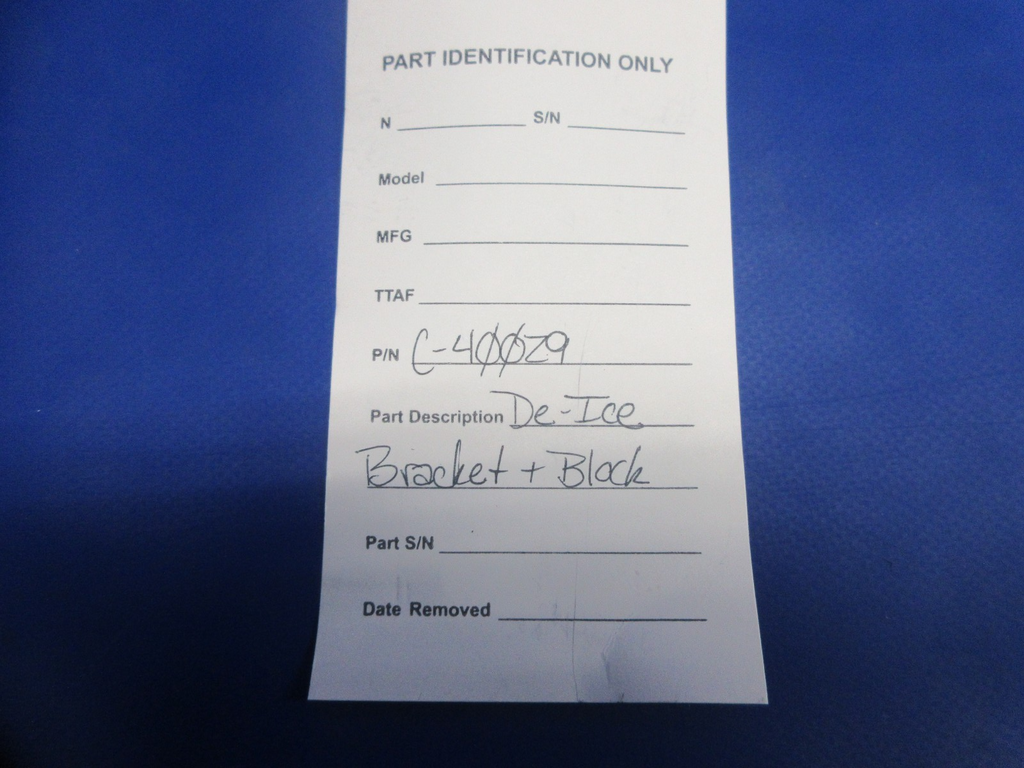 PART IDENTIFICATION ONLY
N S/N
Model
MFG
TTAF
P/N C-40029
Part Description De-Ice
Bracket + Block
Part S/N
Date Removed